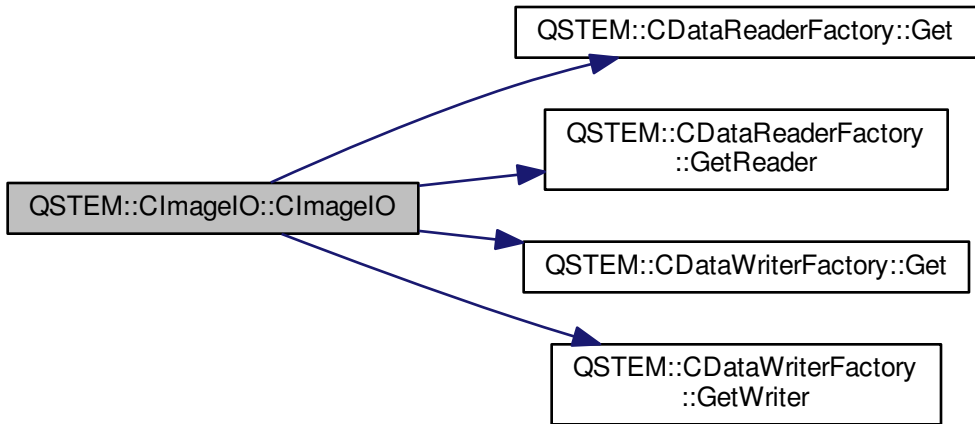 QSTEM::CDataReaderFactory::Get
QSTEM::CDataReaderFactory
::GetReader
QSTEM::CImageIO::CImageIO
QSTEM::CDataWriterFactory::Get
QSTEM::CDataWriterFactory
::GetWriter